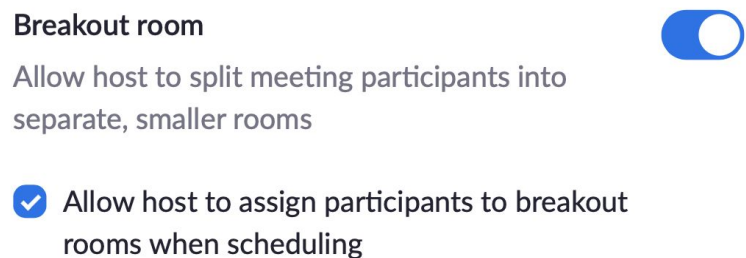 Breakout room
Allow host to split meeting participants into
separate, smaller rooms
Allow host to assign participants to breakout
rooms when scheduling